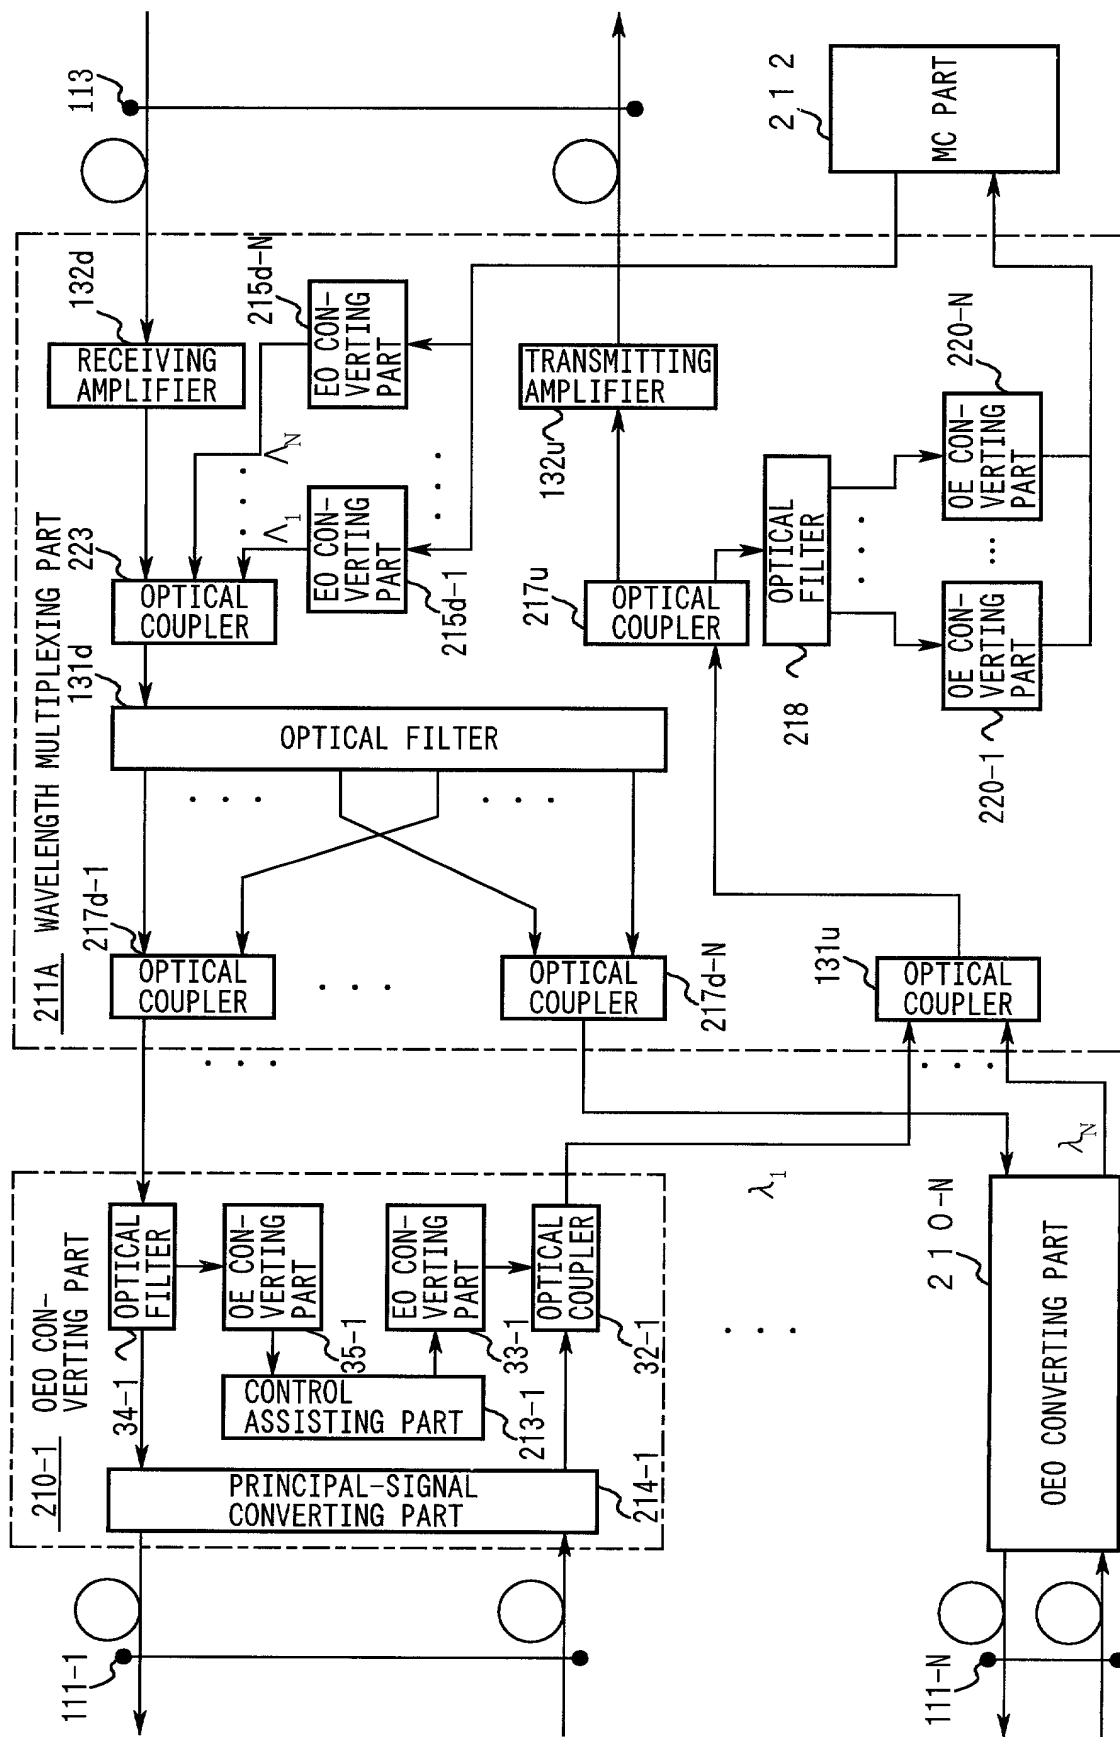 211A WAVELENGTH MULTIPLEXING PART
210-1
OEO CON-
VERTING PART
111-1
34-1
OPTICAL
FILTER
OE CON-
VERTING
PART
35-1
CONTROL
ASSISTING PART
213-1
EO CON-
VERTING
PART
33-1
OPTICAL
COUPLER
32-1
PRINCIPAL-SIGNAL
CONVERTING PART
214-1
217d-1
OPTICAL
COUPLER
. . .
OPTICAL
COUPLER
217d-N
131d
OPTICAL FILTER
. . .
. . .
223
OPTICAL
COUPLER
132d
RECEIVING
AMPLIFIER
113
Λ1
. . .
ΛN
EO CON-
VERTING
PART
215d-1
. . .
215d-N
EO CON-
VERTING
PART
TRANSMITTING
AMPLIFIER
132u
217u
OPTICAL
COUPLER
OPTICAL
FILTER
218
. . .
OE CON-
VERTING
PART
220-1
...
OE CON-
VERTING
PART
220-N
212
MC PART
131u
OPTICAL
COUPLER
. . .
. . .
λ1
. . .
λN
210-N
OEO CONVERTING PART
111-N